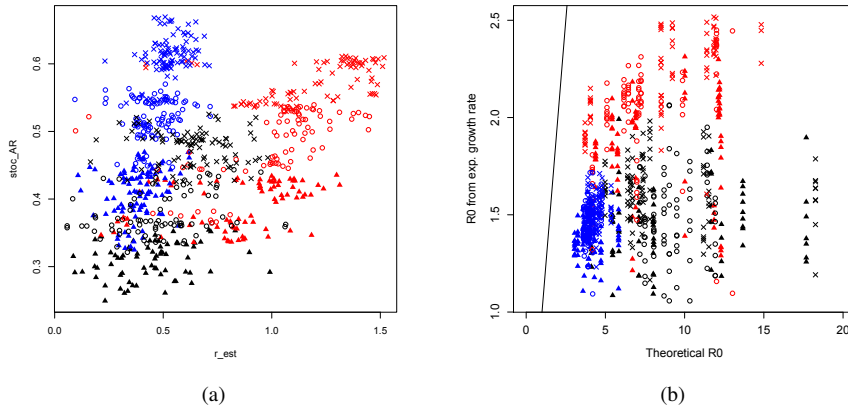 stoc_AR
0.6
0.5
0.4
0.3
0.0 0.5 1.0 1.5
r_est
(a)
R0 from exp. growth rate
2.5
2.0
1.5
1.0
0 5 10 15 20
Theoretical R0
(b)